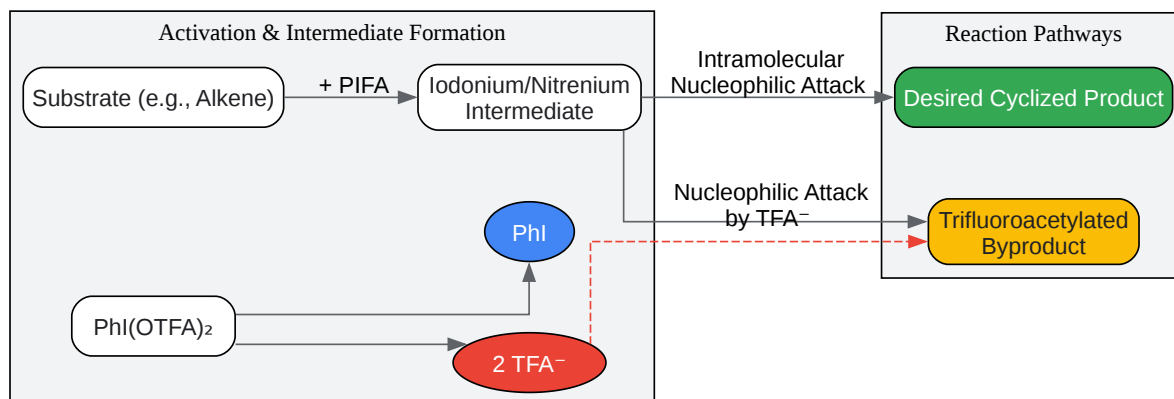 Activation & Intermediate Formation
Reaction Pathways
Substrate (e.g., Alkene)
+ PIFA
Iodonium/Nitrenium
Intermediate
Intramolecular
Nucleophilic Attack
Desired Cyclized Product
Nucleophilic Attack
by TFA⁻
Trifluoroacetylated
Byproduct
PhI
PhI(OTFA)₂
2 TFA⁻